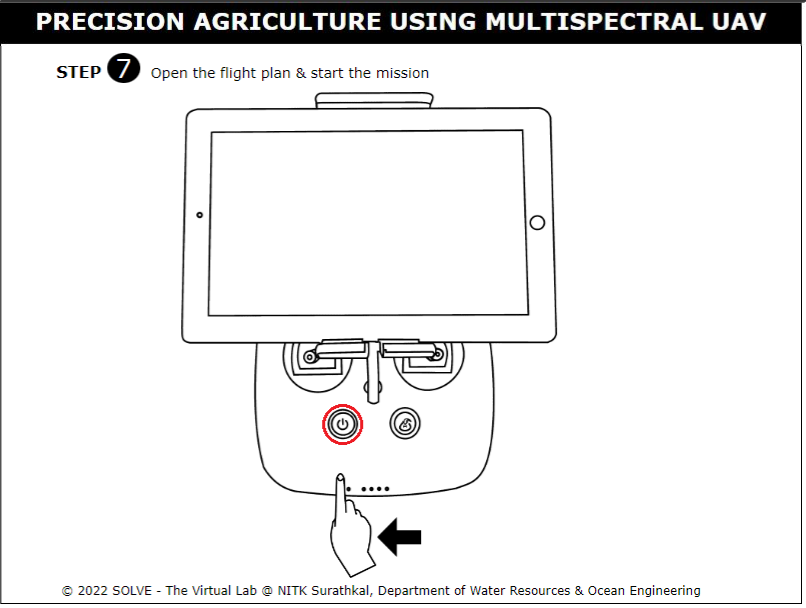 PRECISION AGRICULTURE USING MULTISPECTRAL UAV
STEP 7 Open the flight plan & start the mission
© 2022 SOLVE - The Virtual Lab @ NITK Surathkal, Department of Water Resources & Ocean Engineering